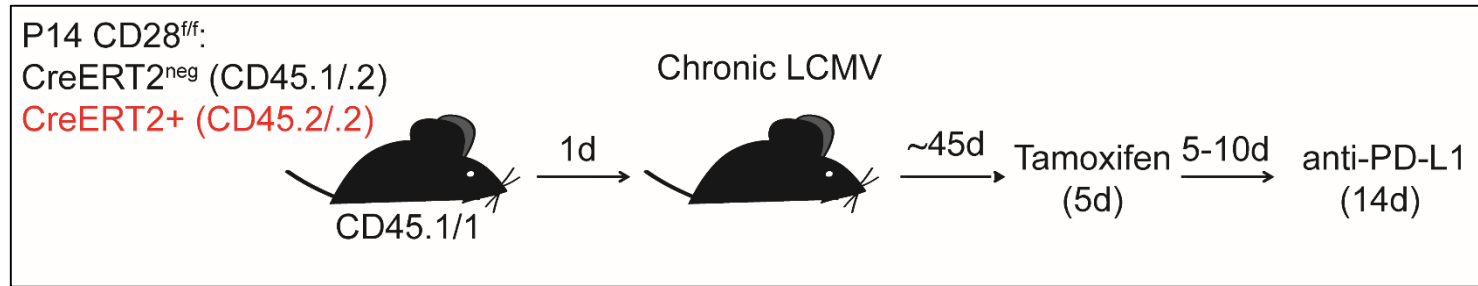 P14 CD28f/f:
CreERT2neg (CD45.1/.2)
CreERT2+ (CD45.2/.2)
CD45.1/1
1d
Chronic LCMV
~45d
Tamoxifen
(5d)
5-10d
anti-PD-L1
(14d)